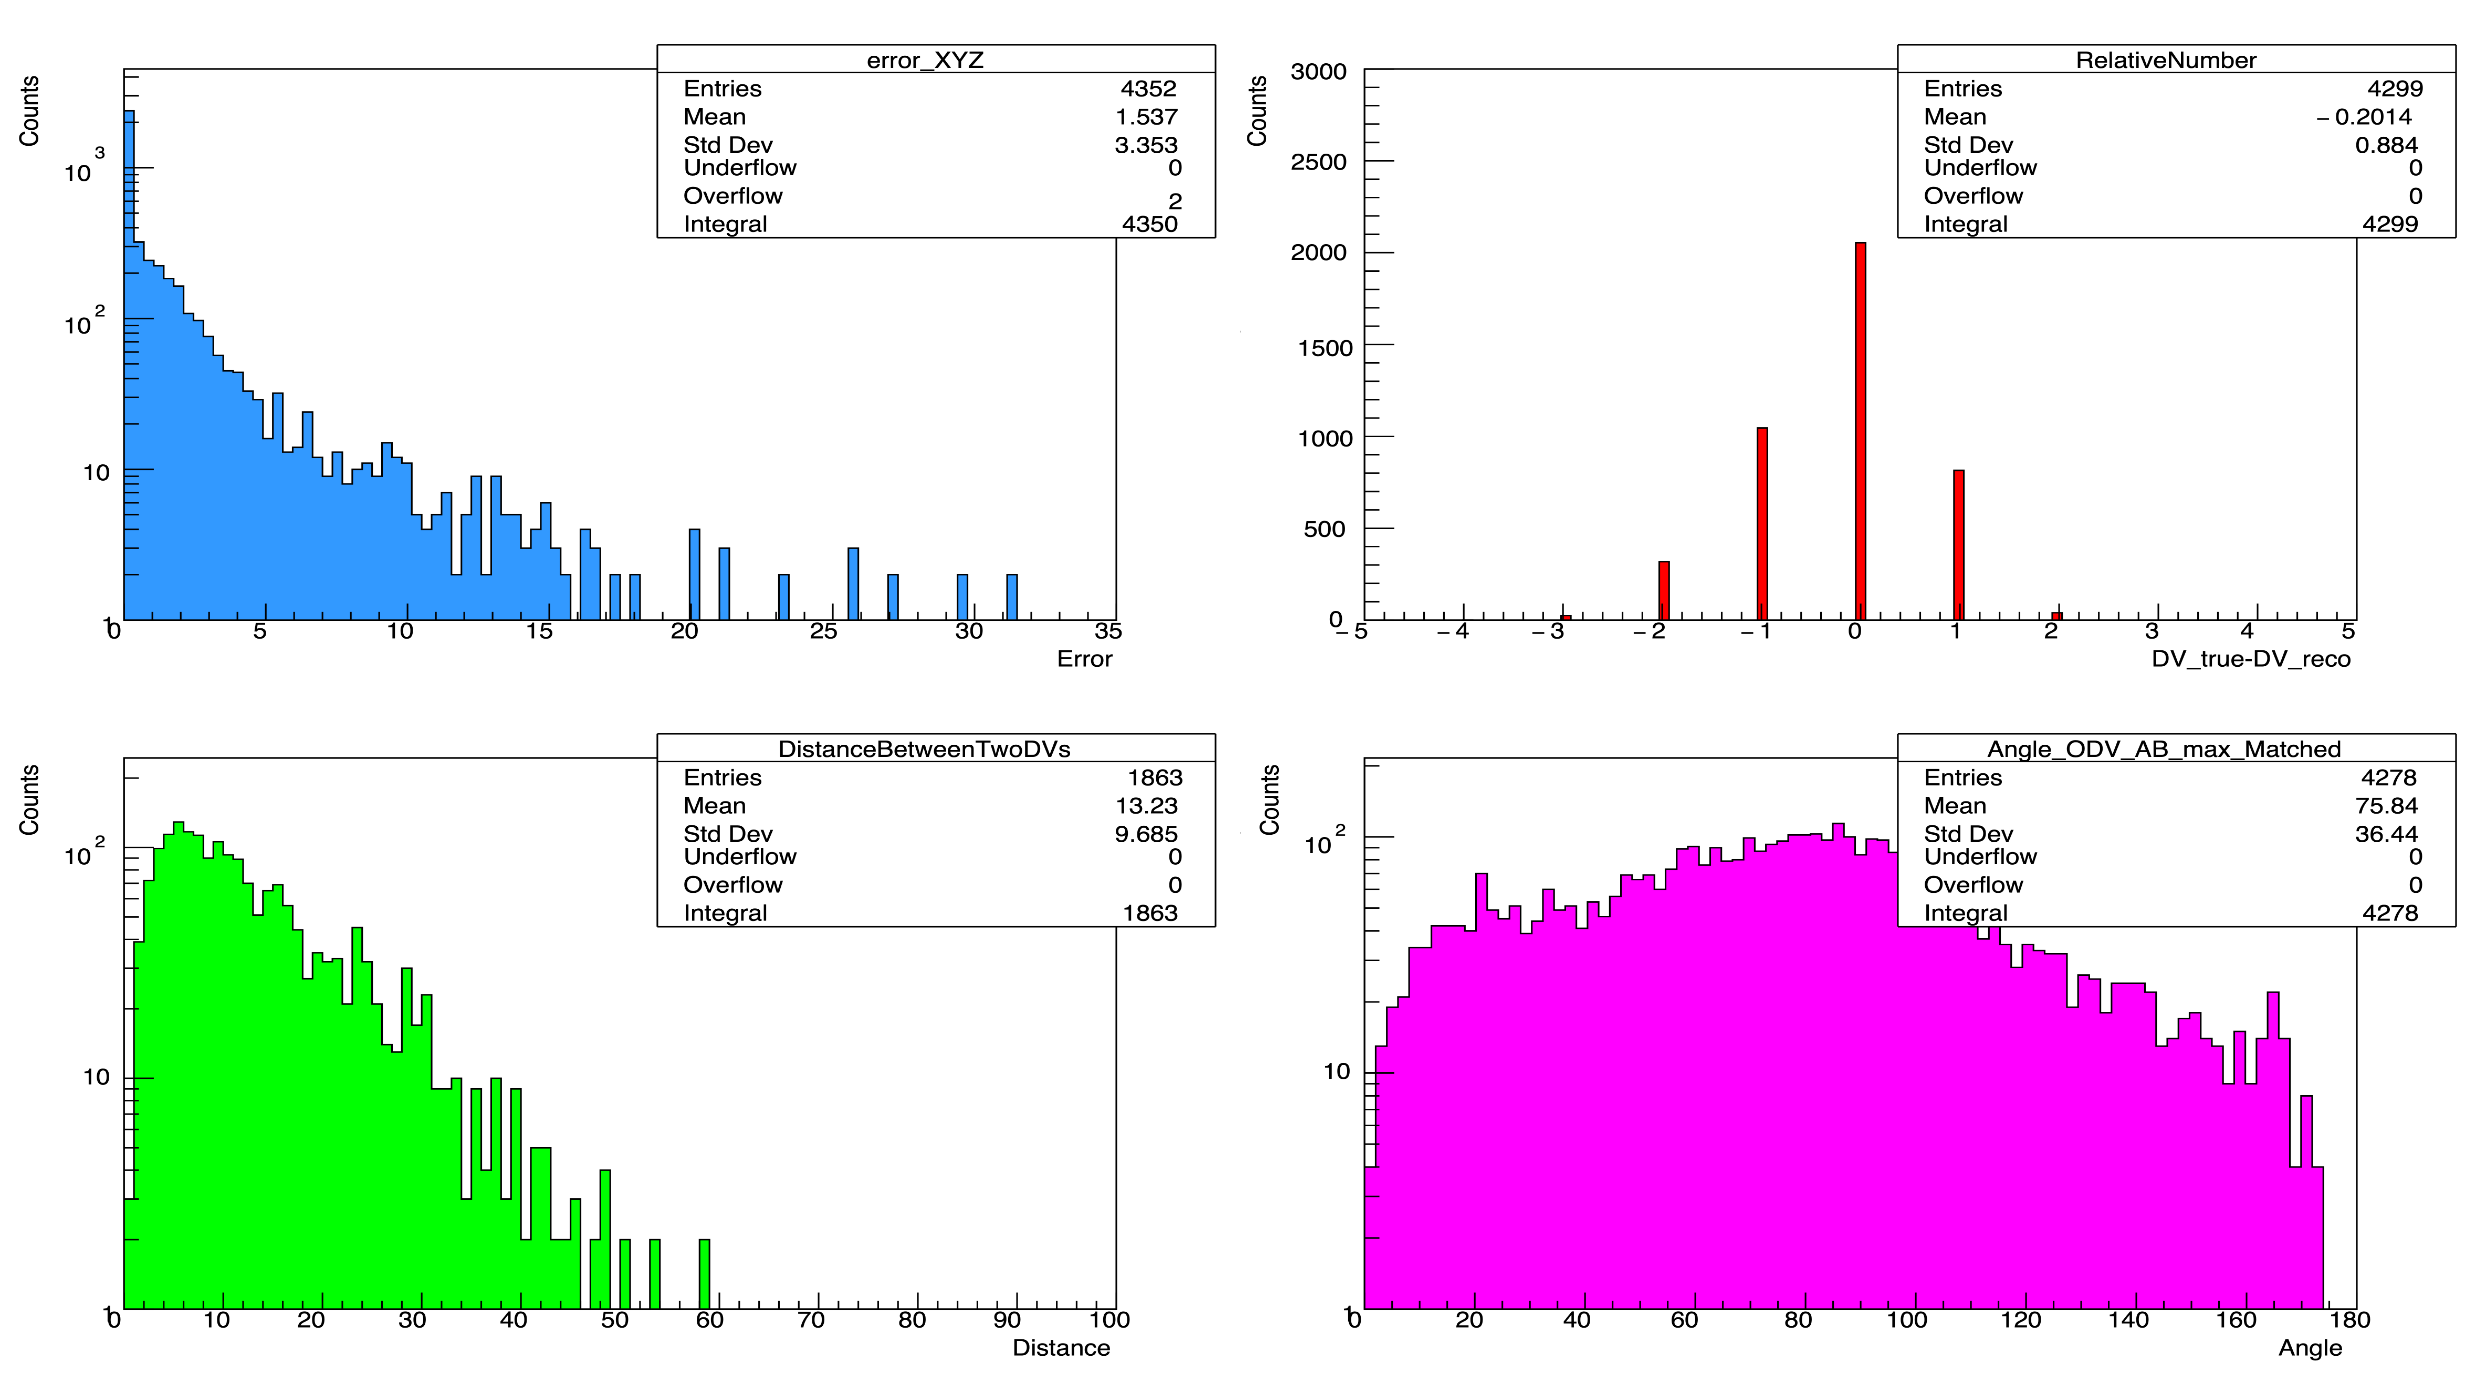 error_XYZ
Entries 4352
Mean 1.537
Std Dev 3.353
Underflow 0
Overflow 2
Integral 4350
Counts
10 3
10 2
10
1
0 5 10 15 20 25 30 35
Error
RelativeNumber
Entries 4299
Mean −0.2014
Std Dev 0.884
Underflow 0
Overflow 0
Integral 4299
Counts
3000
2500
2000
1500
1000
500
0
−5 −4 −3 −2 −1 0 1 2 3 4 5
DV_true-DV_reco
DistanceBetweenTwoDVs
Entries 1863
Mean 13.23
Std Dev 9.685
Underflow 0
Overflow 0
Integral 1863
Counts
10 2
10
1
0 10 20 30 40 50 60 70 80 90 100
Distance
Angle_ODV_AB_max_Matched
Entries 4278
Mean 75.84
Std Dev 36.44
Underflow 0
Overflow 0
Integral 4278
Counts
10 2
10
1
0 20 40 60 80 100 120 140 160 180
Angle